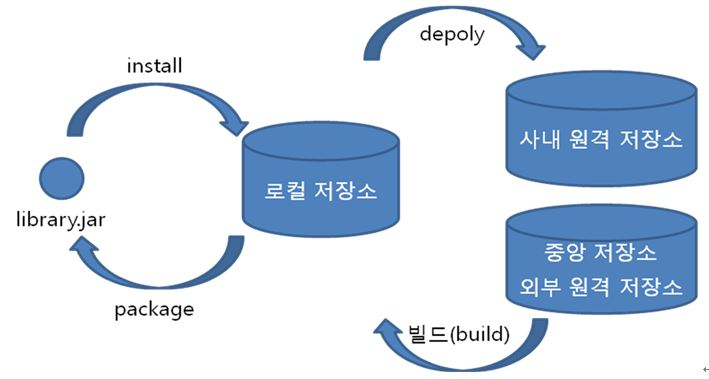 depoly
install
사내 원격 저장소
로컬 저장소
library.jar
중앙 저장소
외부 원격 저장소
package
빌드(build)